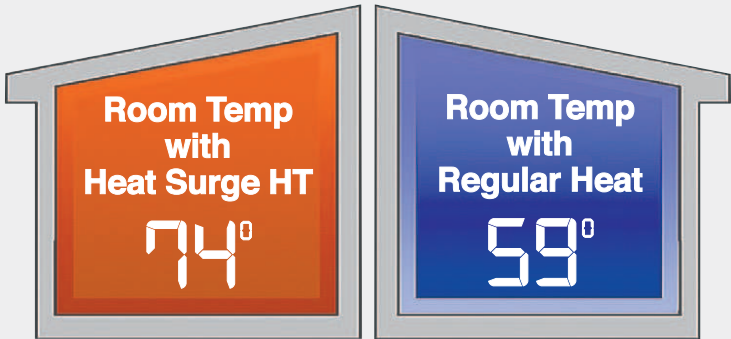 Room Temp
with
Heat Surge HT
74°
Room Temp
with
Regular Heat
59°